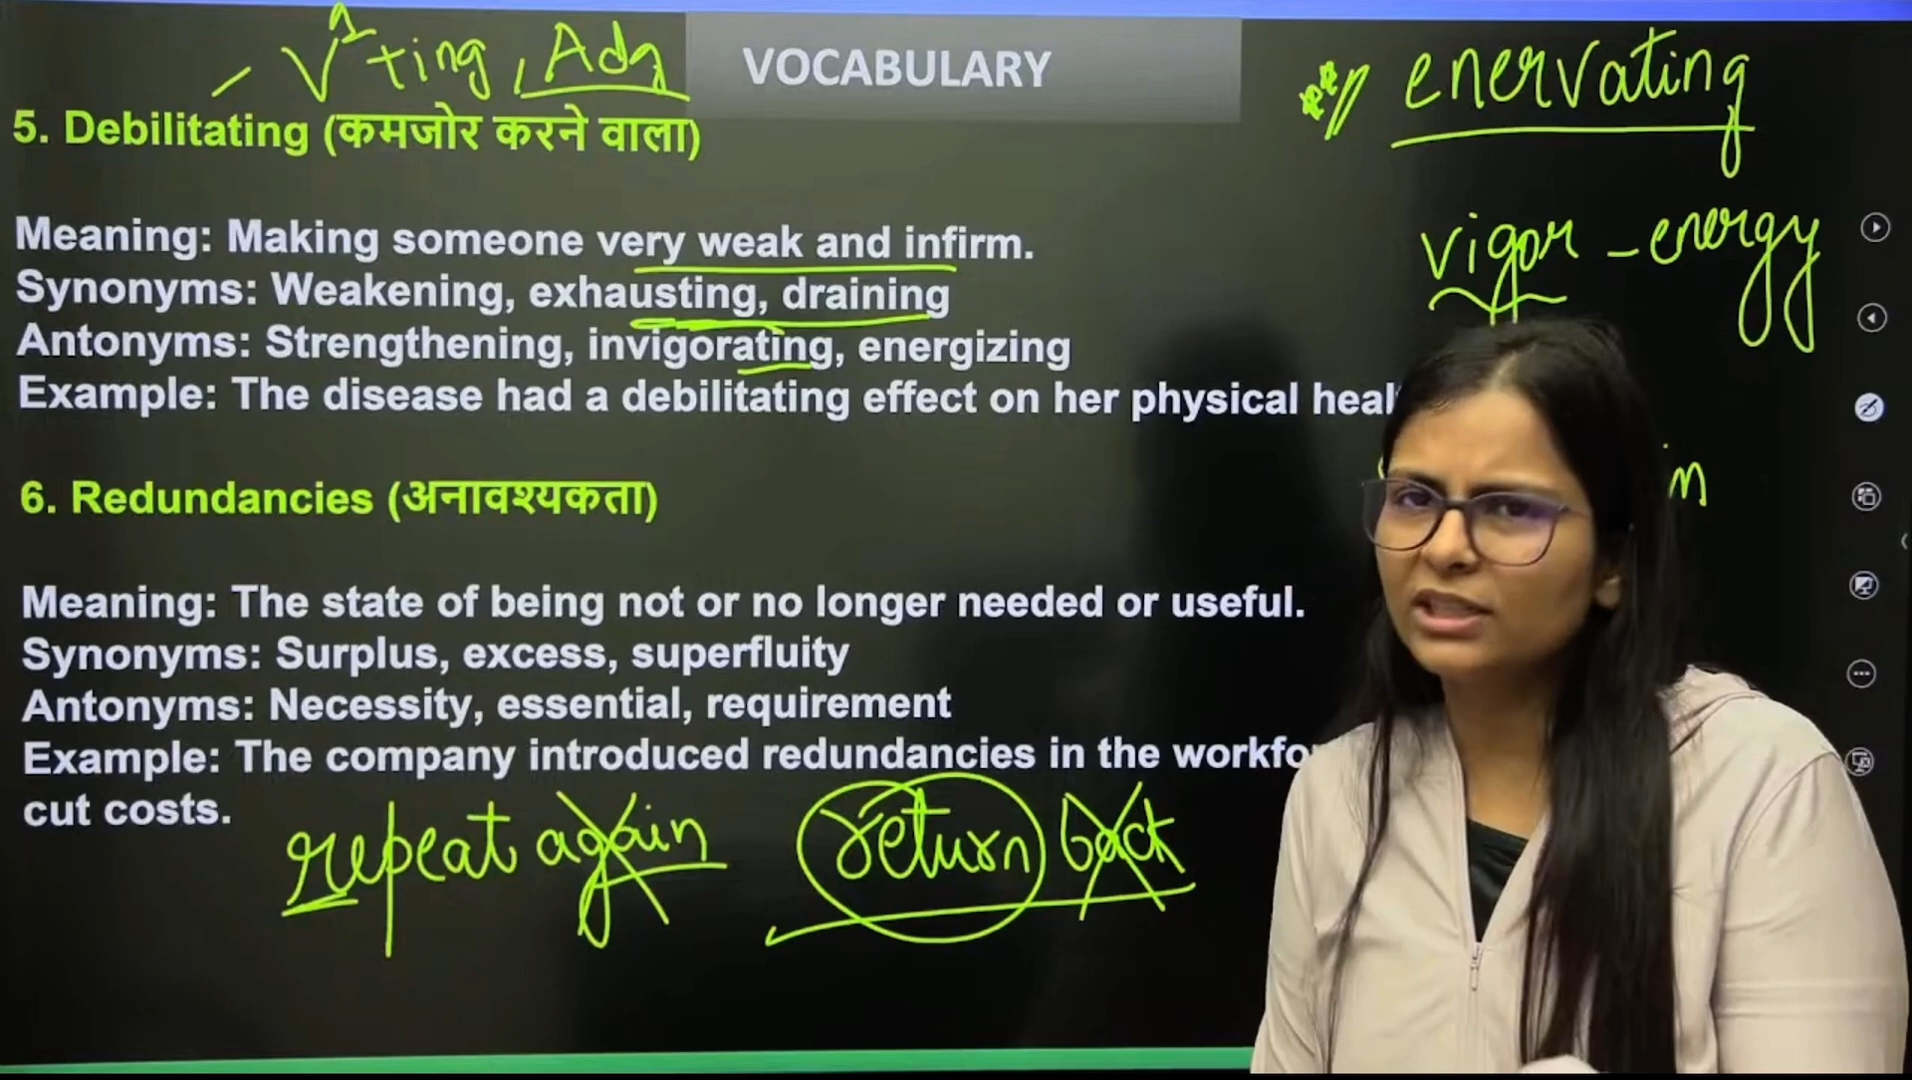 V1 + ing, Adj
VOCABULARY
enervating
5. Debilitating (कमजोर करने वाला)
vigor - energy
Meaning: Making someone very weak and infirm.
Synonyms: Weakening, exhausting, draining
Antonyms: Strengthening, invigorating, energizing
Example: The disease had a debilitating effect on her physical heal
6. Redundancies (अनावश्यकता)
Meaning: The state of being not or no longer needed or useful.
Synonyms: Surplus, excess, superfluity
Antonyms: Necessity, essential, requirement
Example: The company introduced redundancies in the workfo
cut costs.
repeat again return back